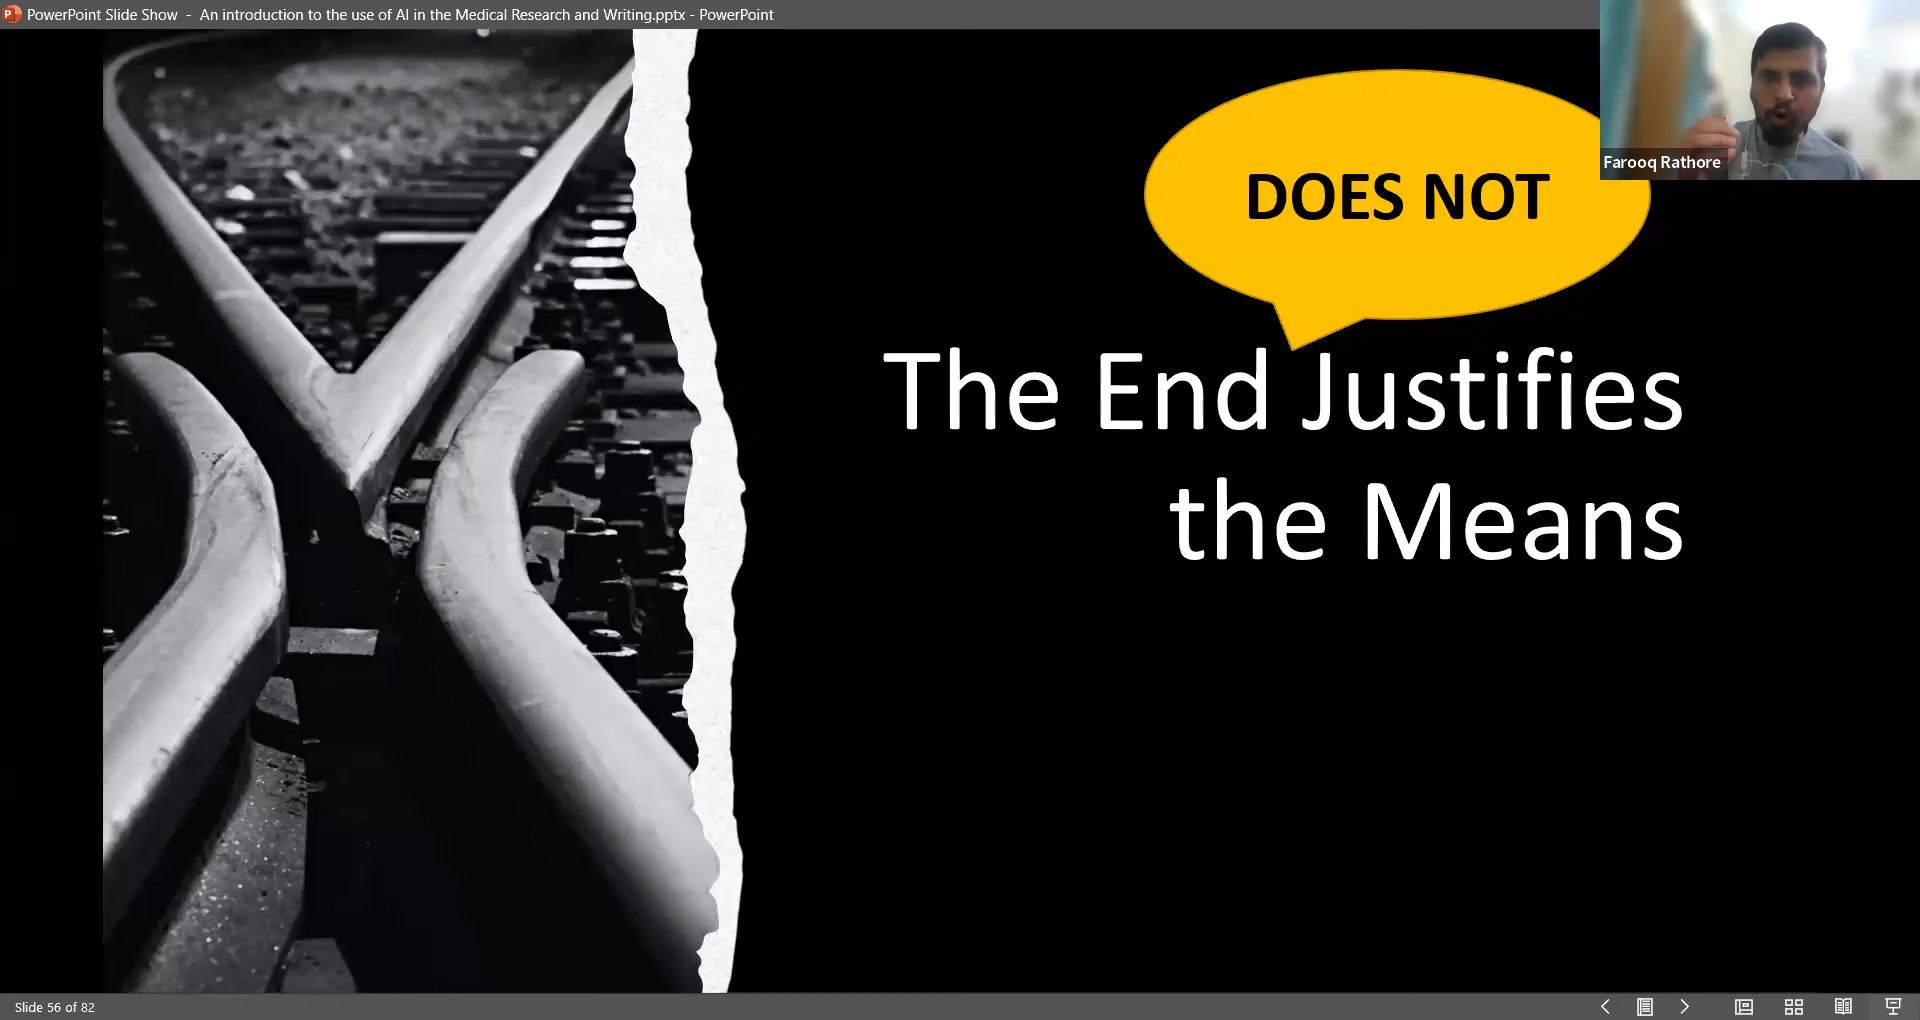 PowerPoint Slide Show - An introduction to the use of AI in the Medical Research and Writing.pptx - PowerPoint
Farooq Rathore
DOES NOT
The End Justifies
the Means
Slide 56 of 82